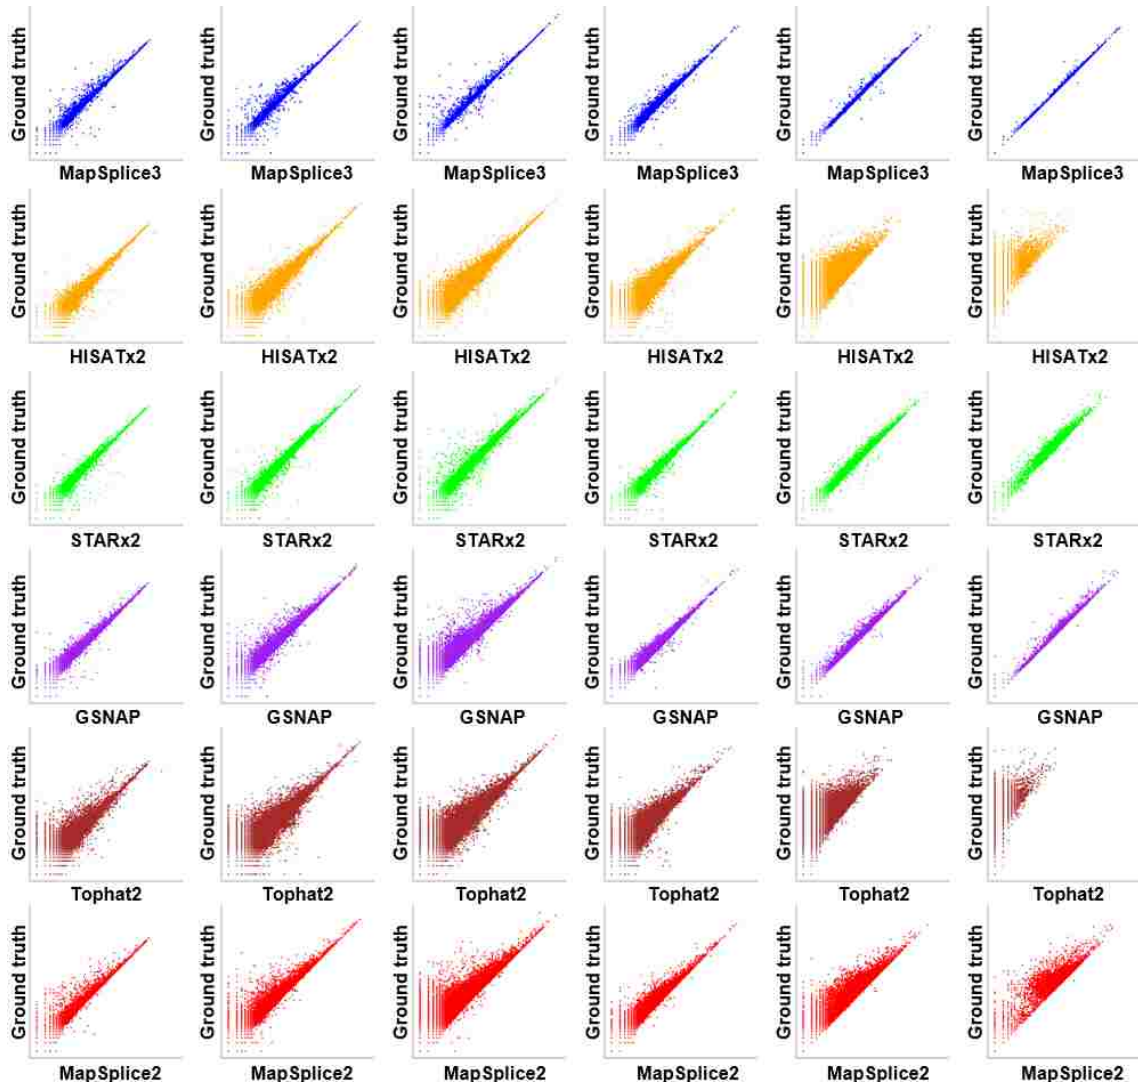 Ground truth Ground truth Ground truth Ground truth Ground truth Ground truth
MapSplice3 MapSplice3 MapSplice3 MapSplice3 MapSplice3 MapSplice3
Ground truth Ground truth Ground truth Ground truth Ground truth Ground truth
HISATx2 HISATx2 HISATx2 HISATx2 HISATx2 HISATx2
Ground truth Ground truth Ground truth Ground truth Ground truth Ground truth
STARx2 STARx2 STARx2 STARx2 STARx2 STARx2
Ground truth Ground truth Ground truth Ground truth Ground truth Ground truth
GSNAP GSNAP GSNAP GSNAP GSNAP GSNAP
Ground truth Ground truth Ground truth Ground truth Ground truth Ground truth
Tophat2 Tophat2 Tophat2 Tophat2 Tophat2 Tophat2
Ground truth Ground truth Ground truth Ground truth Ground truth Ground truth
MapSplice2 MapSplice2 MapSplice2 MapSplice2 MapSplice2 MapSplice2